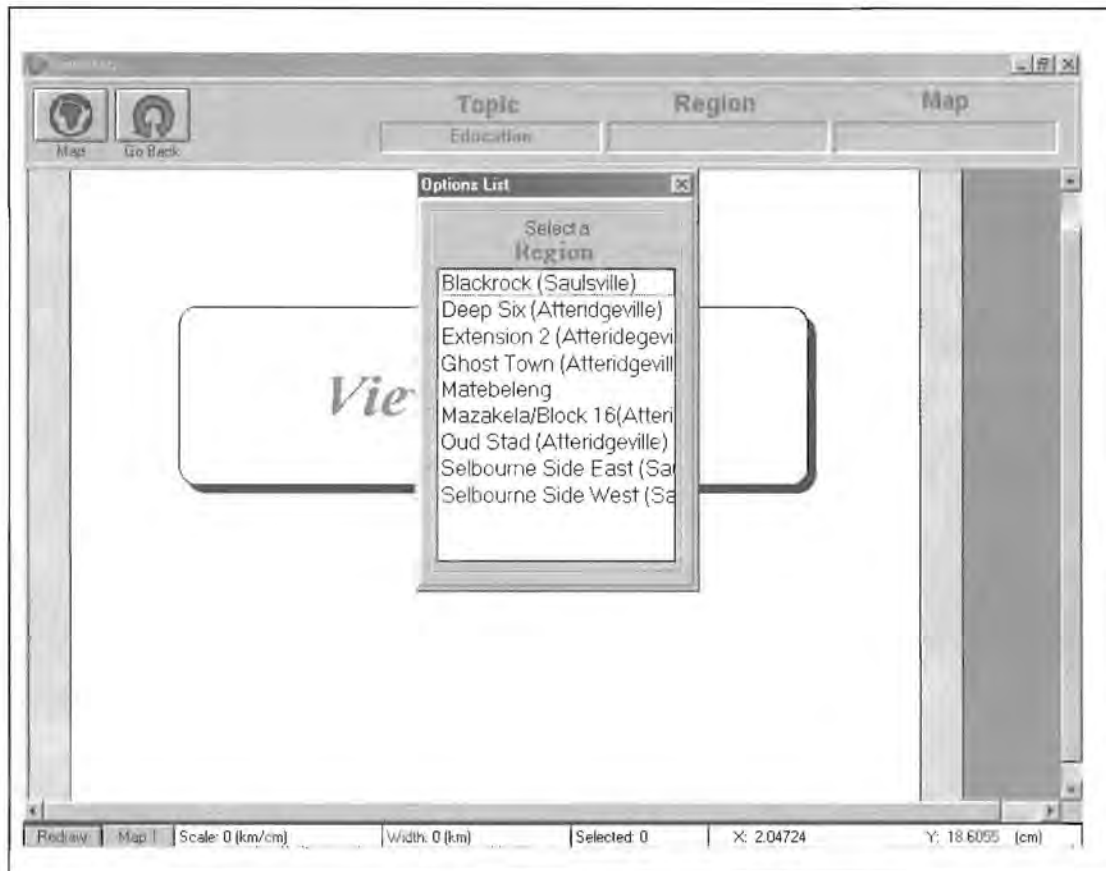 Topic Region Map
Map Go Back Education
Options List
Select a
Region
Blackrock (Saulsville)
Deep Six (Atteridgeville)
Extension 2 (Atteridegevi
Ghost Town (Atteridgevill
Matebeleng
Mazakela/Block 16(Atteri
Oud Stad (Atteridgeville)
Selbourne Side East (Sau
Selbourne Side West (Sa
Vie
Redraw Map 1 Scale: 0 (km/cm) Width: 0 (km) Selected: 0 X: 2.04724 Y: 18.6055 (cm)